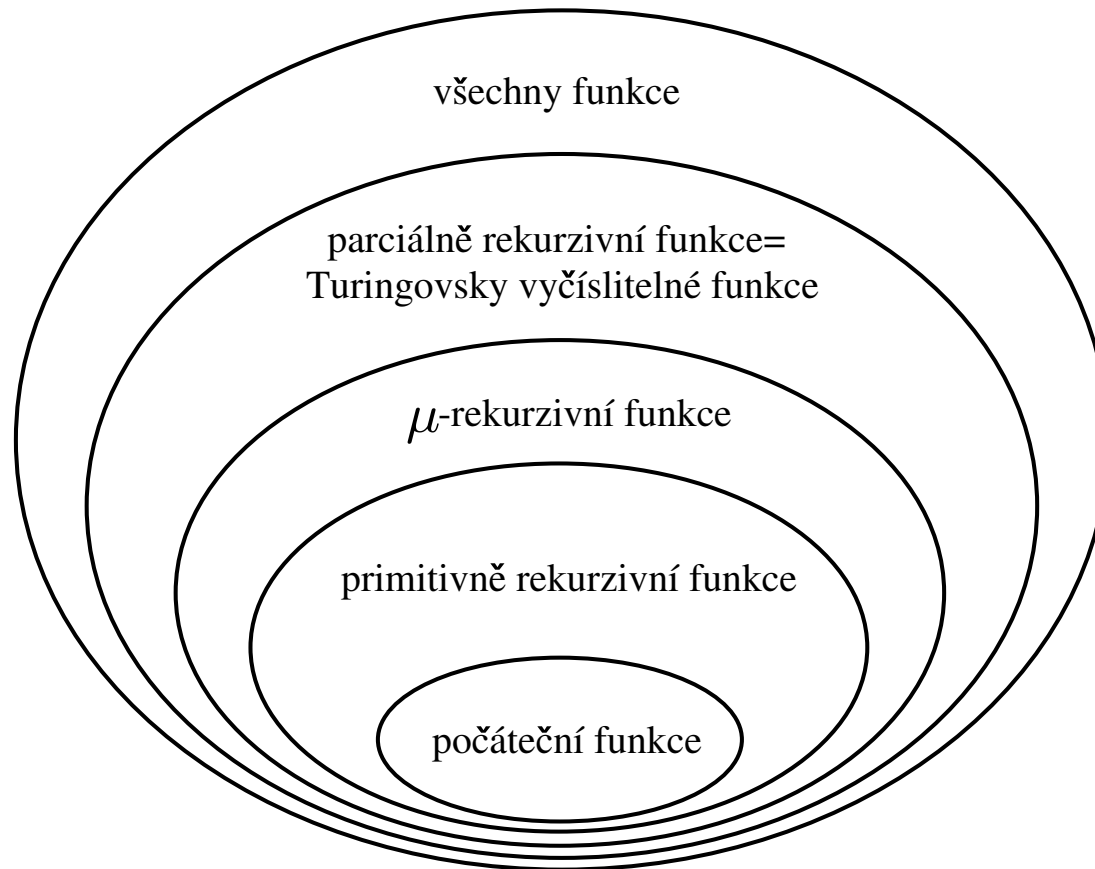 všechny funkce
parciálně rekurzivní funkce=
Turingovsky vyčíslitelné funkce
μ-rekurzivní funkce
primitivně rekurzivní funkce
počáteční funkce